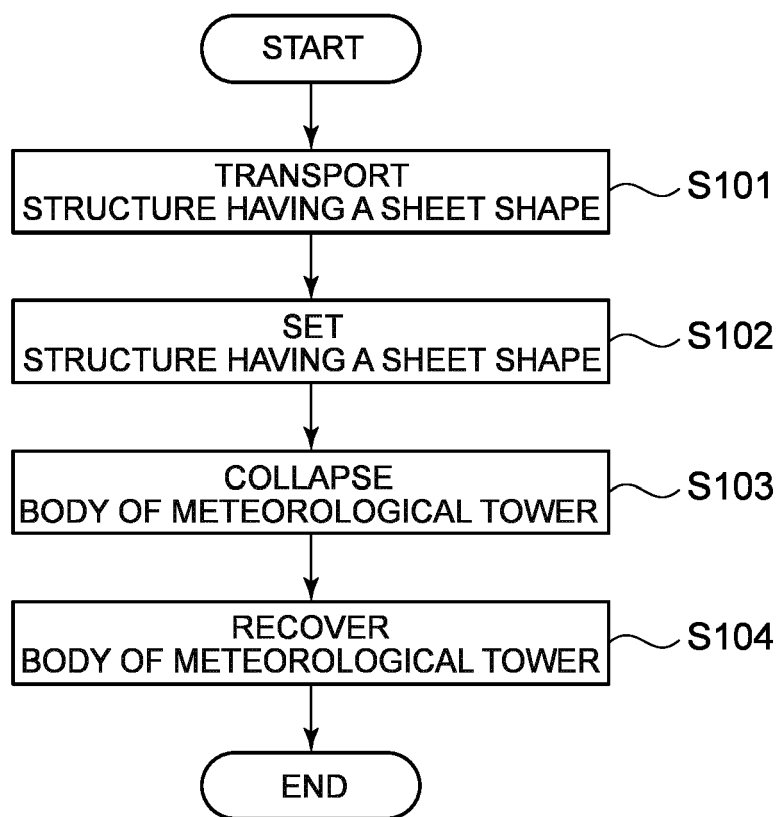 START
TRANSPORT
STRUCTURE HAVING A SHEET SHAPE
S101
SET
STRUCTURE HAVING A SHEET SHAPE
S102
COLLAPSE
BODY OF METEOROLOGICAL TOWER
S103
RECOVER
BODY OF METEOROLOGICAL TOWER
S104
END